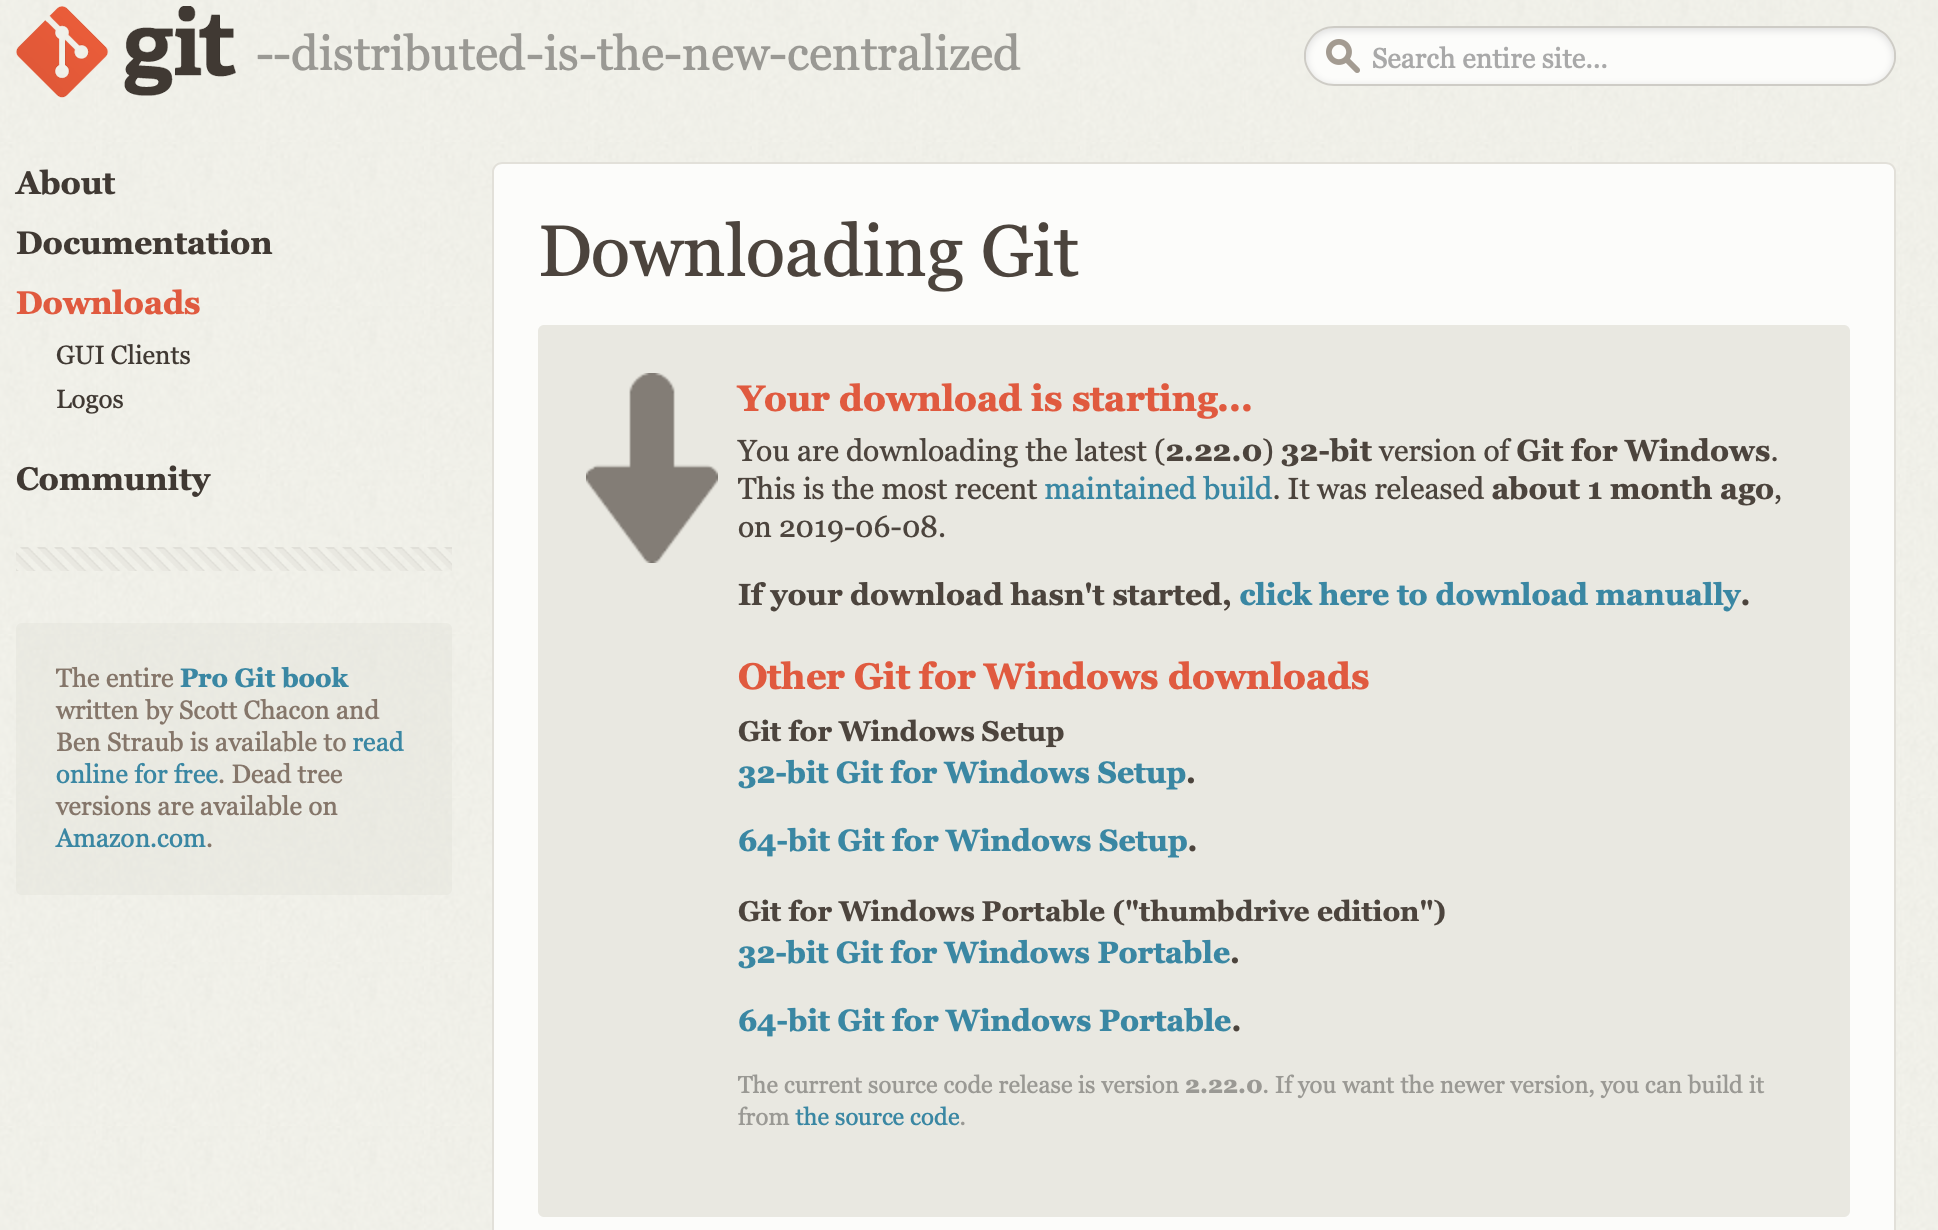 git --distributed-is-the-new-centralized
Search entire site...
About
Documentation
Downloads
GUI Clients
Logos
Community
The entire Pro Git book
written by Scott Chacon and
Ben Straub is available to read
online for free. Dead tree
versions are available on
Amazon.com.
Downloading Git
Your download is starting...
You are downloading the latest (2.22.0) 32-bit version of Git for Windows.
This is the most recent maintained build. It was released about 1 month ago,
on 2019-06-08.
If your download hasn't started, click here to download manually.
Other Git for Windows downloads
Git for Windows Setup
32-bit Git for Windows Setup.
64-bit Git for Windows Setup.
Git for Windows Portable ("thumbdrive edition")
32-bit Git for Windows Portable.
64-bit Git for Windows Portable.
The current source code release is version 2.22.0. If you want the newer version, you can build it
from the source code.